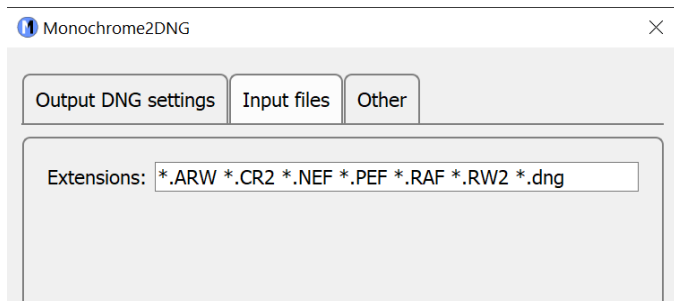 Monochrome2DNG
Output DNG settings Input files Other
Extensions: *.ARW *.CR2 *.NEF *.PEF *.RAF *.RW2 *.dng